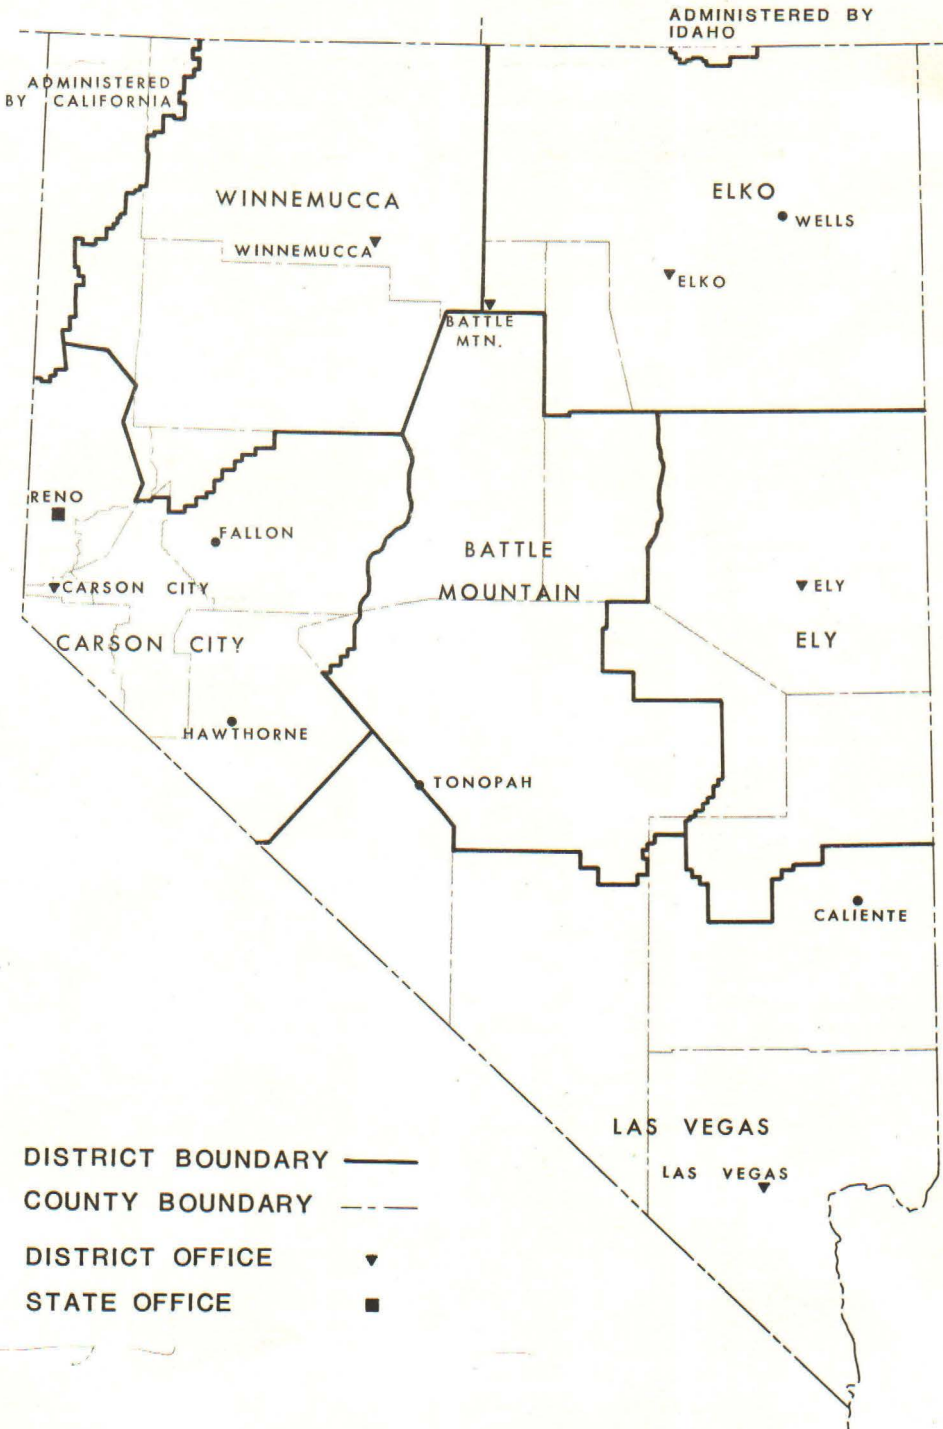 ADMINISTERED BY
IDAHO
ADMINISTERED
BY CALIFORNIA
WINNEMUCCA
WINNEMUCCA
ELKO
WELLS
ELKO
BATTLE
MTN.
RENO
FALLON
BATTLE
MOUNTAIN
CARSON CITY
CARSON CITY
ELY
ELY
HAWTHORNE
TONOPAH
CALIENTE
LAS VEGAS
LAS VEGAS
DISTRICT BOUNDARY
COUNTY BOUNDARY
DISTRICT OFFICE
STATE OFFICE